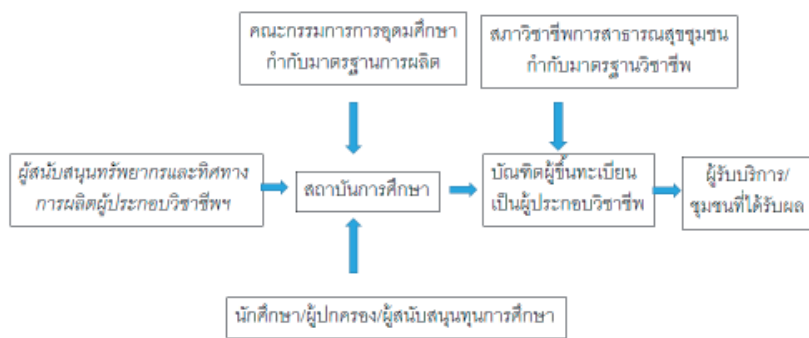 คณะกรรมการการอุดมศึกษา
กำกับมาตรฐานการผลิต
สภาวิชาชีพการสาธารณสุขชุมชน
กำกับมาตรฐานวิชาชีพ
ผู้สนับสนุนทรัพยากรและทิศทาง
การผลิตผู้ประกอบวิชาชีพฯ
สถาบันการศึกษา
บัณฑิตผู้ขึ้นทะเบียน
เป็นผู้ประกอบวิชาชีพ
ผู้รับบริการ/
ชุมชนที่ได้รับผล
นักศึกษา/ผู้ปกครอง/ผู้สนับสนุนทุนการศึกษา